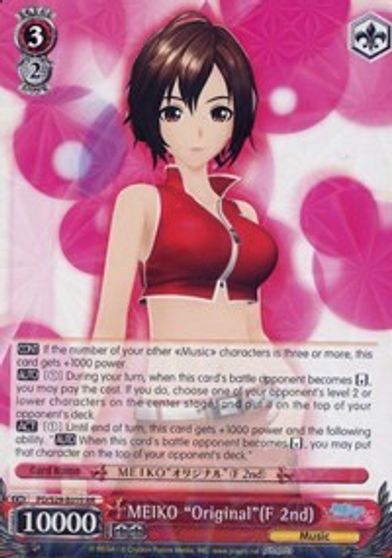 3
2
CONT If the number of your other «Music» characters is three or more, this
card gets +1000 power.
AUTO [①] During your turn, when this card's battle opponent becomes [ ],
you may pay the cost. If you do, choose one of your opponent's level 2 or
lower characters on the center stage, and put it on the top of your
opponent's deck.
ACT [①] Until end of turn, this card gets +1000 power and the following
ability. "AUTO When this card's battle opponent becomes [ ], you may put
that character on the top of your opponent's deck."
Card Name MEIKO"オリジナル"(F 2nd)
10000
MEIKO "Original"(F 2nd)
Music